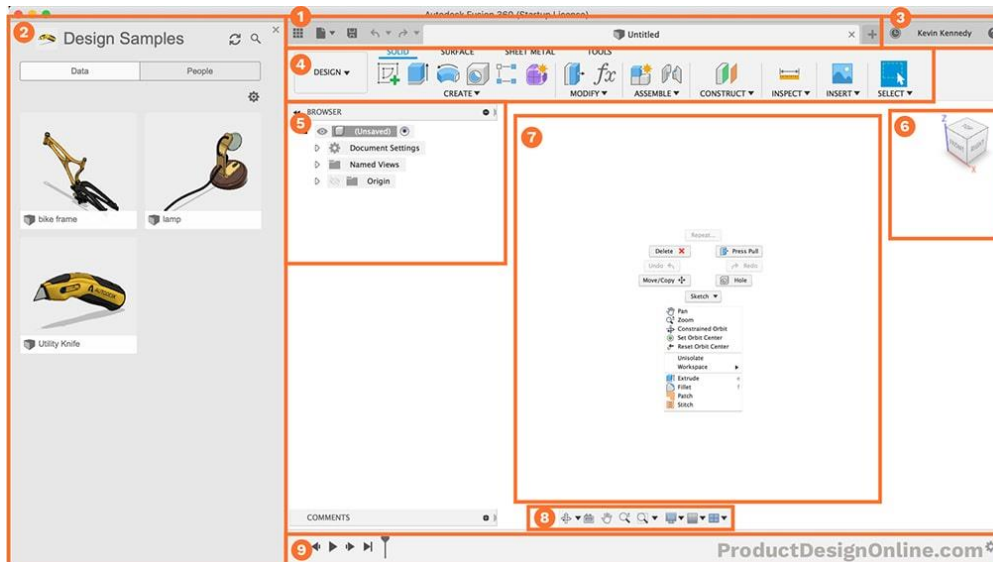 Autodesk Fusion 360 (Startup License)
1
Untitled
3
Kevin Kennedy
2
Design Samples
Data
People
bike frame
lamp
Utility Knife
4
DESIGN
SOLID SURFACE SHEET METAL TOOLS
CREATE MODIFY ASSEMBLE CONSTRUCT INSPECT INSERT SELECT
5
BROWSER
(Unsaved)
Document Settings
Named Views
Origin
6
Z
TOP
FRONT RIGHT
X
7
Repeat...
Delete Press Pull
Undo Redo
Move/Copy Hole
Sketch
Pan
Zoom
Constrained Orbit
Set Orbit Center
Reset Orbit Center
Unisolate
Workspace
Extrude e
Fillet f
Patch
Stitch
COMMENTS
8
9
ProductDesignOnline.com